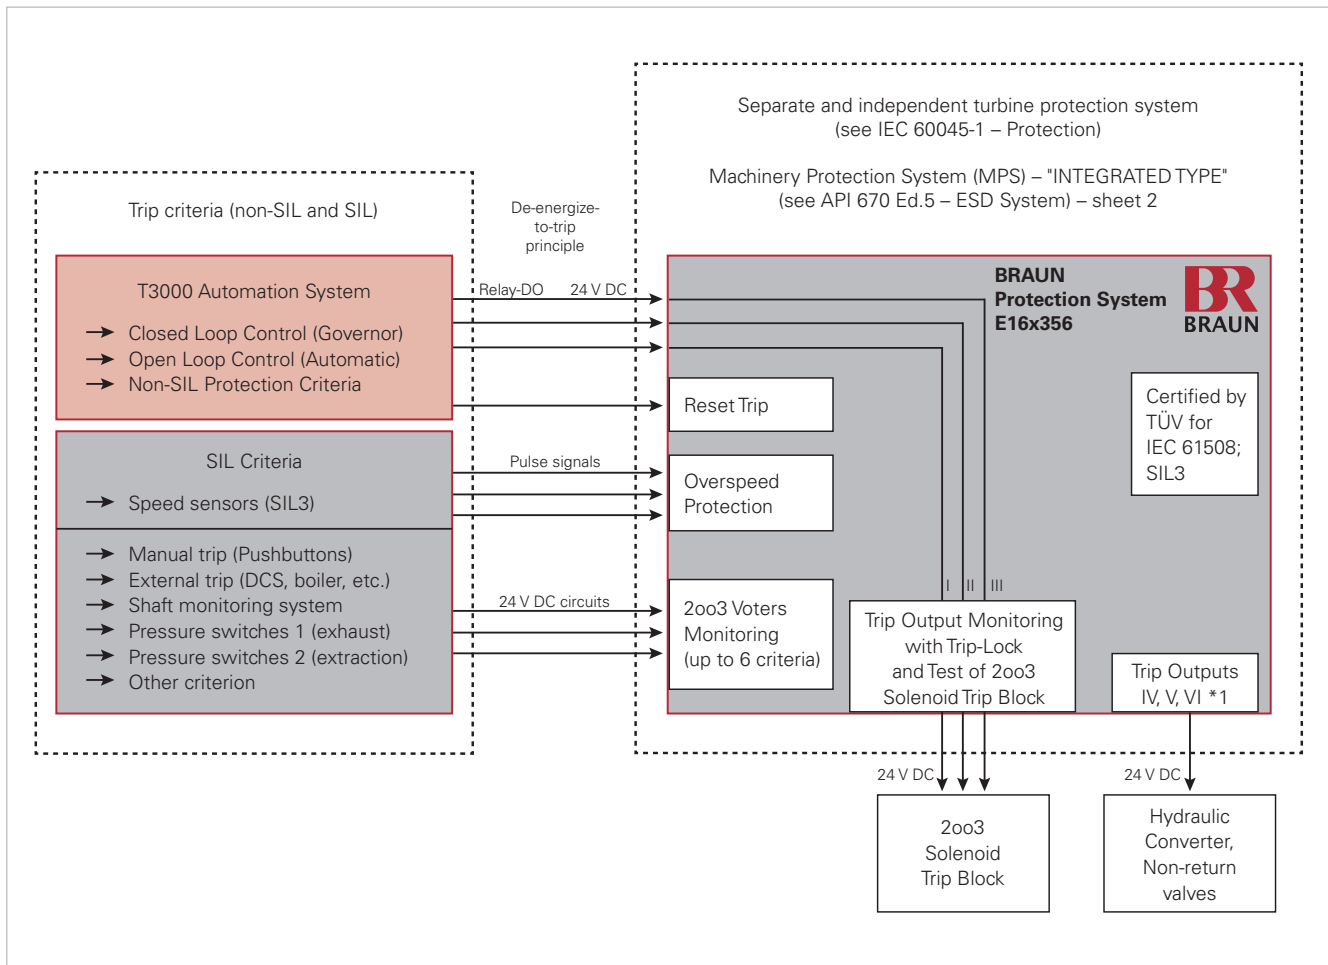 Separate and independent turbine protection system
(see IEC 60045-1 – Protection)
Machinery Protection System (MPS) – "INTEGRATED TYPE"
(see API 670 Ed.5 – ESD System) – sheet 2
Trip criteria (non-SIL and SIL)
De-energize-
to-trip
principle
T3000 Automation System
Closed Loop Control (Governor)
Open Loop Control (Automatic)
Non-SIL Protection Criteria
Relay-DO
24 V DC
BRAUN
Protection System
E16x356
BR
BRAUN
Reset Trip
Certified by
TÜV for
IEC 61508;
SIL3
SIL Criteria
Speed sensors (SIL3)
Pulse signals
Overspeed
Protection
Manual trip (Pushbuttons)
External trip (DCS, boiler, etc.)
Shaft monitoring system
Pressure switches 1 (exhaust)
Pressure switches 2 (extraction)
Other criterion
24 V DC circuits
2oo3 Voters
Monitoring
(up to 6 criteria)
I
II
III
Trip Output Monitoring
with Trip-Lock
and Test of 2oo3
Solenoid Trip Block
Trip Outputs
IV, V, VI *1
24 V DC
24 V DC
2oo3
Solenoid
Trip Block
Hydraulic
Converter,
Non-return
valves